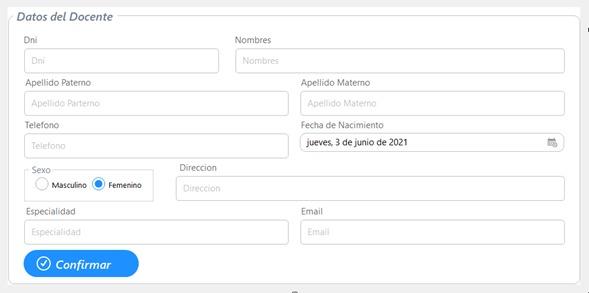 Datos del Docente
Dni Nombres
Dni Nombres
Apellido Paterno Apellido Materno
Apellido Parterno Apellido Materno
Telefono Fecha de Nacimiento
Telefono jueves, 3 de junio de 2021
Sexo Direccion
Masculino Femenino Direccion
Especialidad Email
Especialidad Email
Confirmar